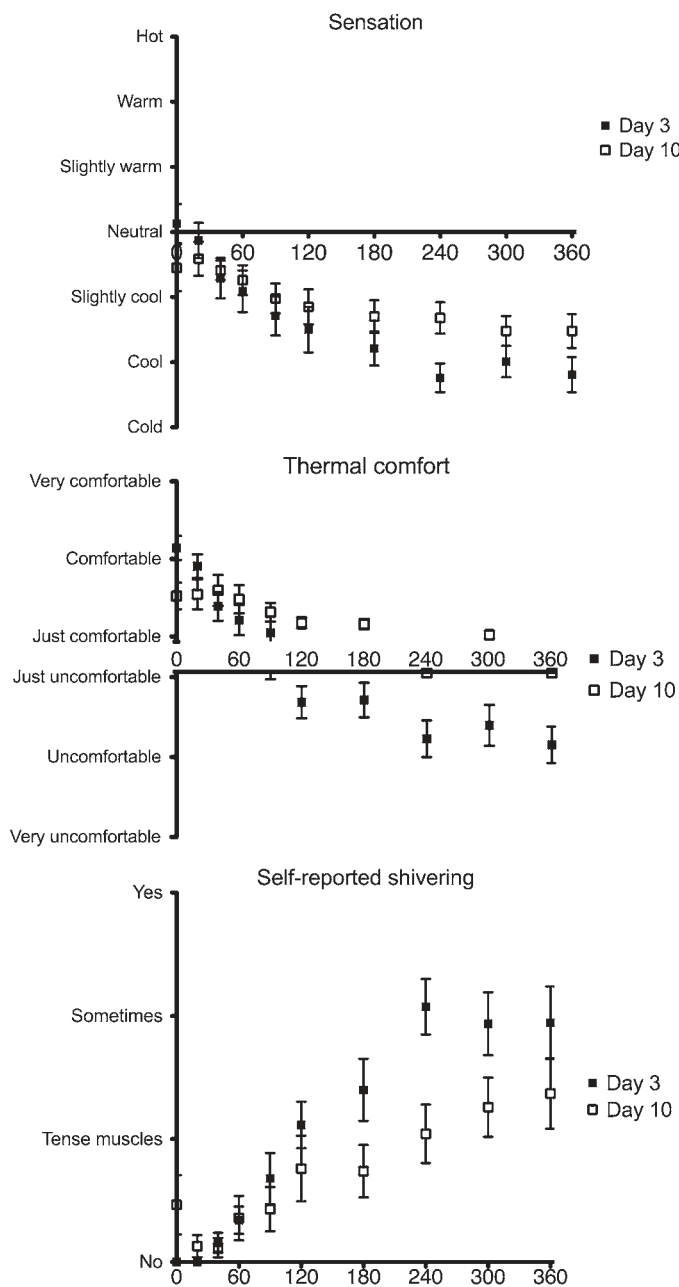 Sensation
Hot
Warm
Slightly warm
Neutral
Slightly cool
Cool
Cold
0 60 120 180 240 300 360
Day 3
Day 10
Thermal comfort
Very comfortable
Comfortable
Just comfortable
Just uncomfortable
Uncomfortable
Very uncomfortable
0 60 120 180 240 300 360
Day 3
Day 10
Self-reported shivering
Yes
Sometimes
Tense muscles
No
0 60 120 180 240 300 360
Day 3
Day 10